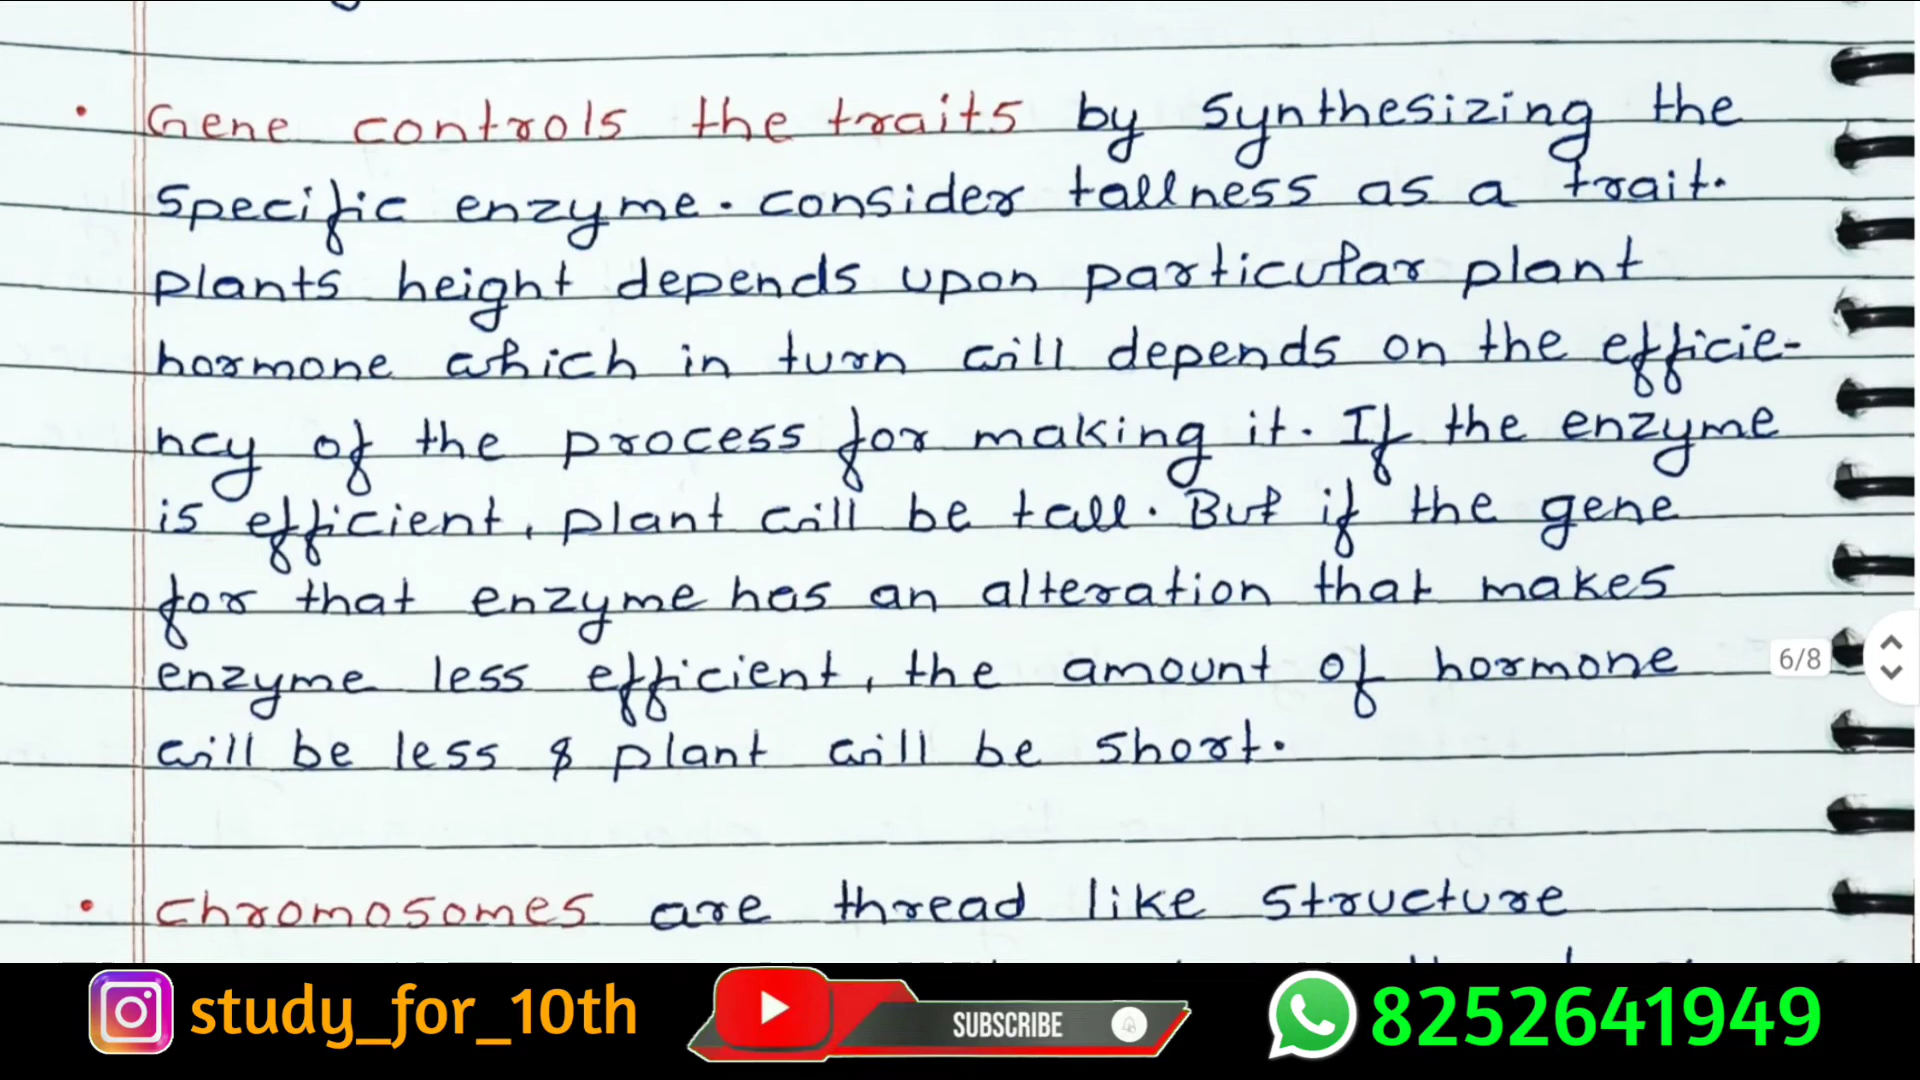 • Gene controls the traits by synthesizing the
specific enzyme. consider tallness as a trait.
plants height depends upon particular plant
hormone which in turn will depends on the efficie-
ncy of the process for making it. If the enzyme
is efficient, plant will be tall. But if the gene
for that enzyme has an alteration that makes
enzyme less efficient, the amount of hormone
will be less & plant will be short.
6/8
• chromosomes are thread like structure
study_for_10th
SUBSCRIBE
8252641949